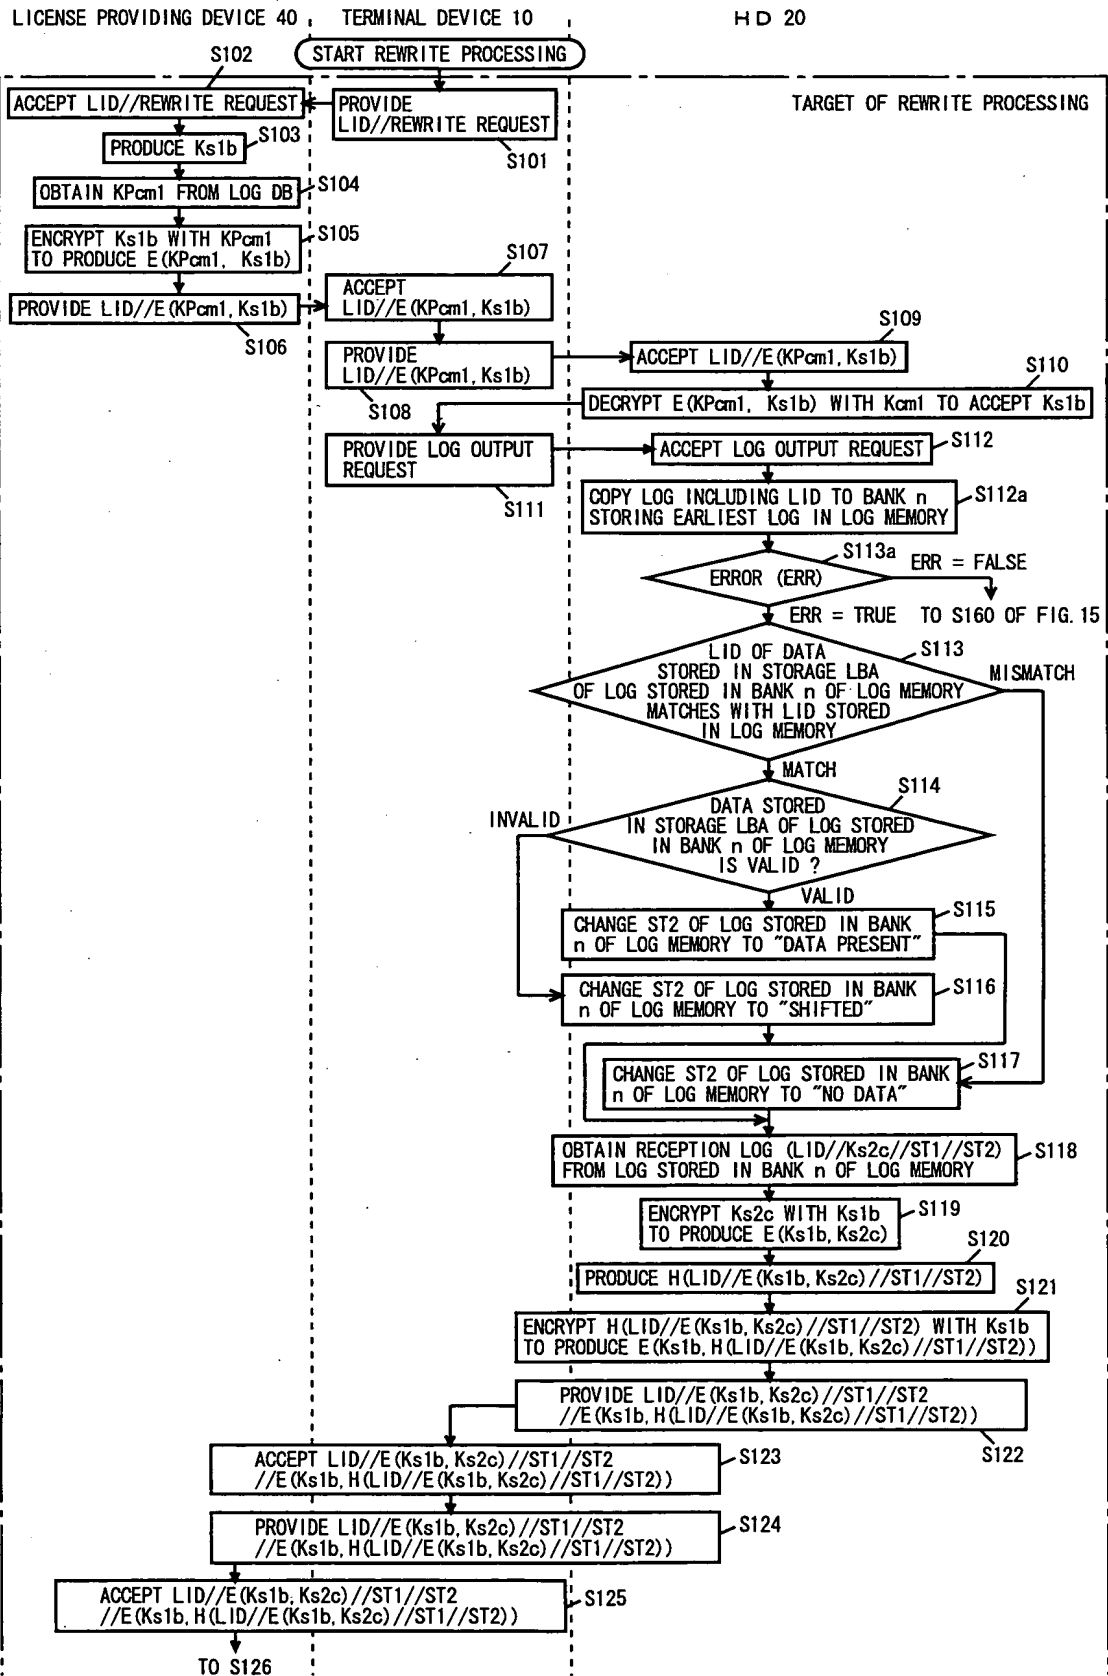 LICENSE PROVIDING DEVICE 40
TERMINAL DEVICE 10
HD 20
START REWRITE PROCESSING
TARGET OF REWRITE PROCESSING
S102
ACCEPT LID//REWRITE REQUEST
PROVIDE
LID//REWRITE REQUEST
S101
PRODUCE Ks1b
S103
OBTAIN KPcm1 FROM LOG DB
S104
ENCRYPT Ks1b WITH KPcm1
TO PRODUCE E(KPcm1, Ks1b)
S105
PROVIDE LID//E(KPcm1, Ks1b)
S106
S107
ACCEPT
LID//E(KPcm1, Ks1b)
PROVIDE
LID//E(KPcm1, Ks1b)
S108
S109
ACCEPT LID//E(KPcm1, Ks1b)
S110
DECRYPT E(KPcm1, Ks1b) WITH Kcm1 TO ACCEPT Ks1b
PROVIDE LOG OUTPUT
REQUEST
S111
ACCEPT LOG OUTPUT REQUEST
S112
COPY LOG INCLUDING LID TO BANK n
STORING EARLIEST LOG IN LOG MEMORY
S112a
S113a
ERROR (ERR)
ERR = FALSE
ERR = TRUE
TO S160 OF FIG. 15
S113
LID OF DATA
STORED IN STORAGE LBA
OF LOG STORED IN BANK n OF LOG MEMORY
MATCHES WITH LID STORED
IN LOG MEMORY
MISMATCH
MATCH
S114
DATA STORED
IN STORAGE LBA OF LOG STORED
IN BANK n OF LOG MEMORY
IS VALID ?
INVALID
VALID
CHANGE ST2 OF LOG STORED IN BANK
n OF LOG MEMORY TO "DATA PRESENT"
S115
CHANGE ST2 OF LOG STORED IN BANK
n OF LOG MEMORY TO "SHIFTED"
S116
S117
CHANGE ST2 OF LOG STORED IN BANK
n OF LOG MEMORY TO "NO DATA"
OBTAIN RECEPTION LOG (LID//Ks2c//ST1//ST2)
FROM LOG STORED IN BANK n OF LOG MEMORY
S118
ENCRYPT Ks2c WITH Ks1b
TO PRODUCE E(Ks1b, Ks2c)
S119
S120
PRODUCE H(LID//E(Ks1b, Ks2c)//ST1//ST2)
S121
ENCRYPT H(LID//E(Ks1b, Ks2c)//ST1//ST2) WITH Ks1b
TO PRODUCE E(Ks1b, H(LID//E(Ks1b, Ks2c)//ST1//ST2))
PROVIDE LID//E(Ks1b, Ks2c)//ST1//ST2
//E(Ks1b, H(LID//E(Ks1b, Ks2c)//ST1//ST2))
S122
ACCEPT LID//E(Ks1b, Ks2c)//ST1//ST2
//E(Ks1b, H(LID//E(Ks1b, Ks2c)//ST1//ST2))
S123
PROVIDE LID//E(Ks1b, Ks2c)//ST1//ST2
//E(Ks1b, H(LID//E(Ks1b, Ks2c)//ST1//ST2))
S124
ACCEPT LID//E(Ks1b, Ks2c)//ST1//ST2
//E(Ks1b, H(LID//E(Ks1b, Ks2c)//ST1//ST2))
S125
TO S126